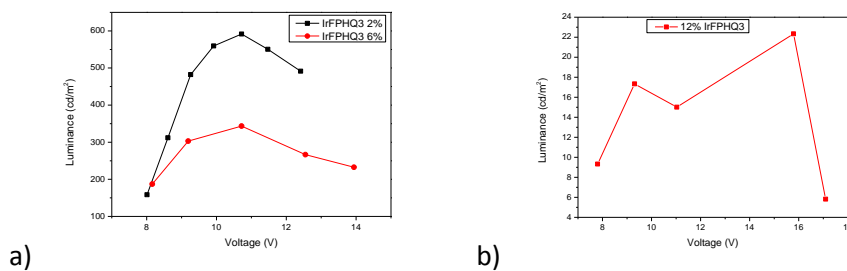 IrFPHQ3 2%
IrFPHQ3 6%
600
500
400
300
200
100
Luminance (cd/m²)
8
10
12
14
Voltage (V)
a)
12% IrFPHQ3
24
22
20
18
16
14
12
10
8
6
4
Luminance (cd/m²)
8
10
12
14
16
Voltage (V)
b)